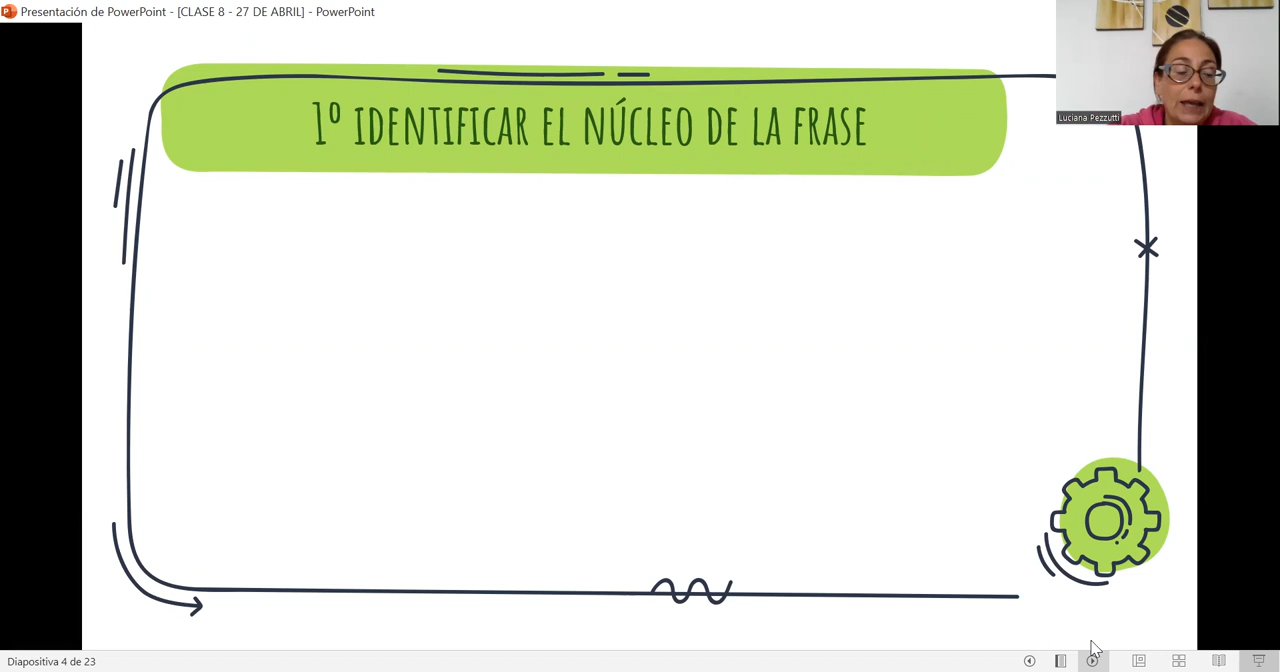 Presentación de PowerPoint - [CLASE 8 - 27 DE ABRIL] - PowerPoint
1º IDENTIFICAR EL NÚCLEO DE LA FRASE
Luciana Pezzutti
Diapositiva 4 de 23